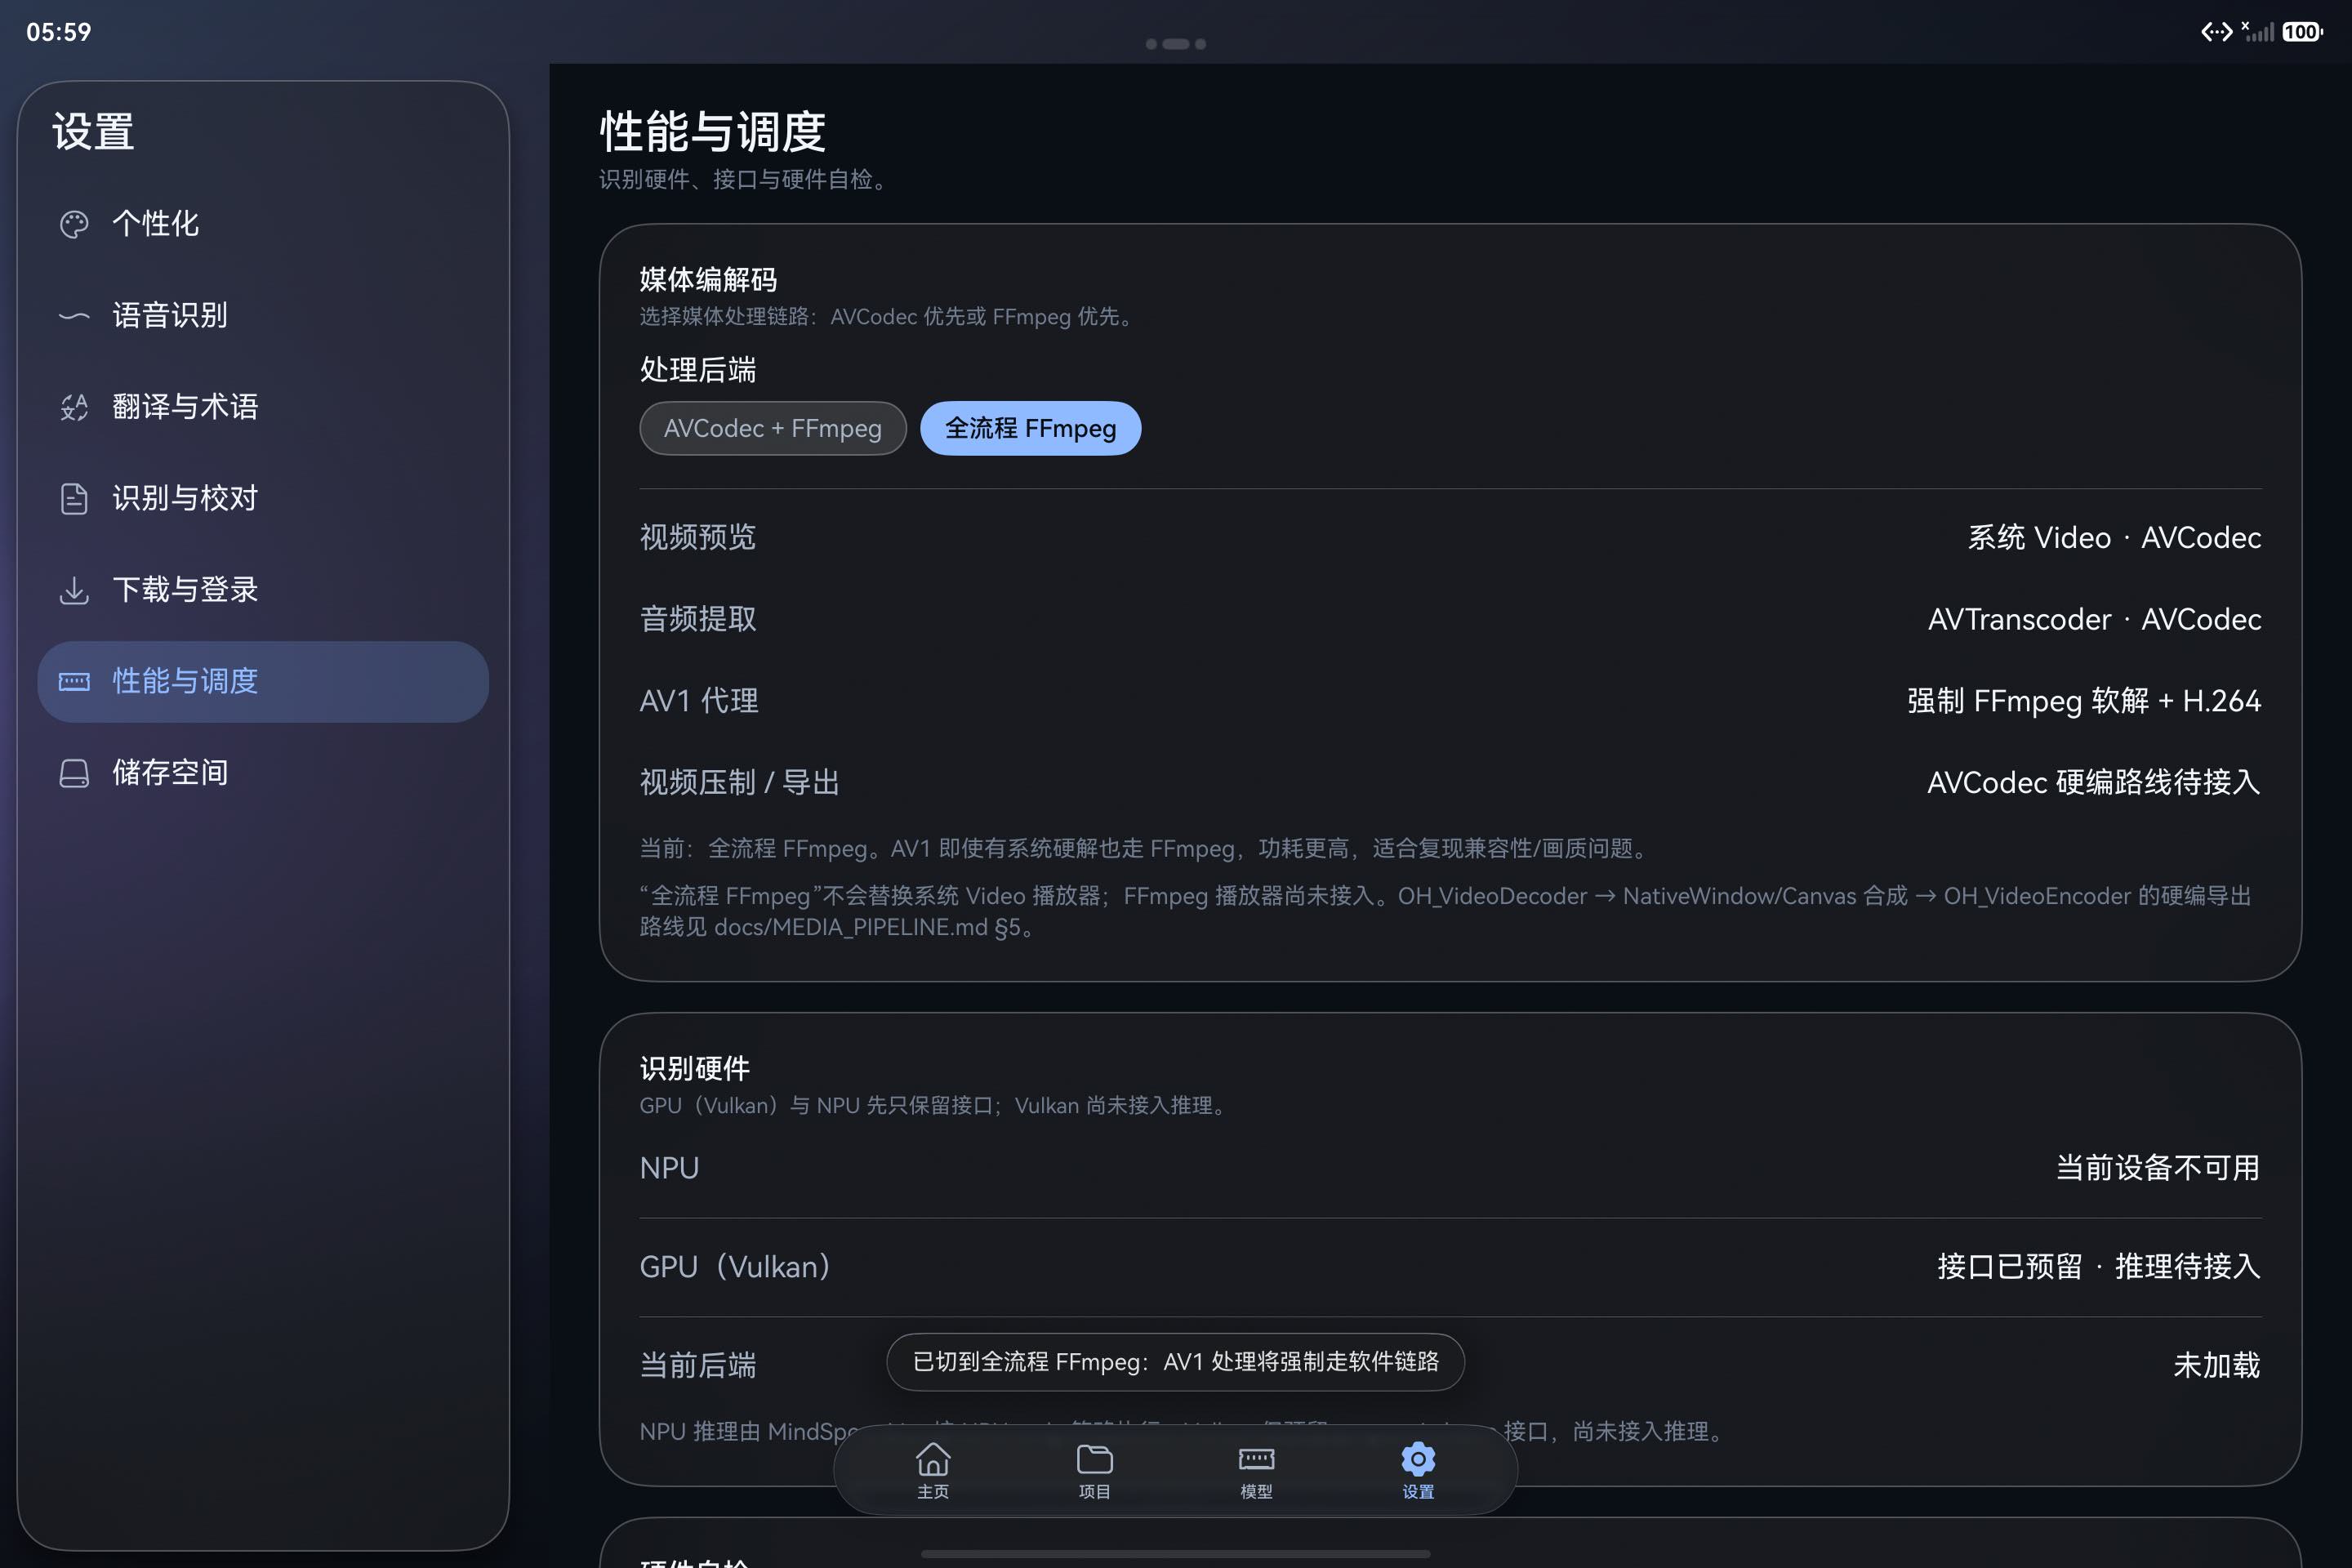 05:59
100
设置
个性化
语音识别
翻译与术语
识别与校对
下载与登录
性能与调度
储存空间
性能与调度
识别硬件、接口与硬件自检。
媒体编解码
选择媒体处理链路：AVCodec 优先或 FFmpeg 优先。
处理后端
AVCodec + FFmpeg
全流程 FFmpeg
视频预览
系统 Video · AVCodec
音频提取
AVTranscoder · AVCodec
AV1 代理
强制 FFmpeg 软解 + H.264
视频压制 / 导出
AVCodec 硬编路线待接入
当前：全流程 FFmpeg。AV1 即使有系统硬解也走 FFmpeg，功耗更高，适合复现兼容性/画质问题。
“全流程 FFmpeg”不会替换系统 Video 播放器；FFmpeg 播放器尚未接入。OH_VideoDecoder → NativeWindow/Canvas 合成 → OH_VideoEncoder 的硬编导出
路线见 docs/MEDIA_PIPELINE.md §5。
识别硬件
GPU（Vulkan）与 NPU 先只保留接口；Vulkan 尚未接入推理。
NPU
当前设备不可用
GPU（Vulkan）
接口已预留 · 推理待接入
当前后端
未加载
已切到全流程 FFmpeg：AV1 处理将强制走软件链路
NPU 推理由 接口，尚未接入推理。
主页
项目
模型
设置